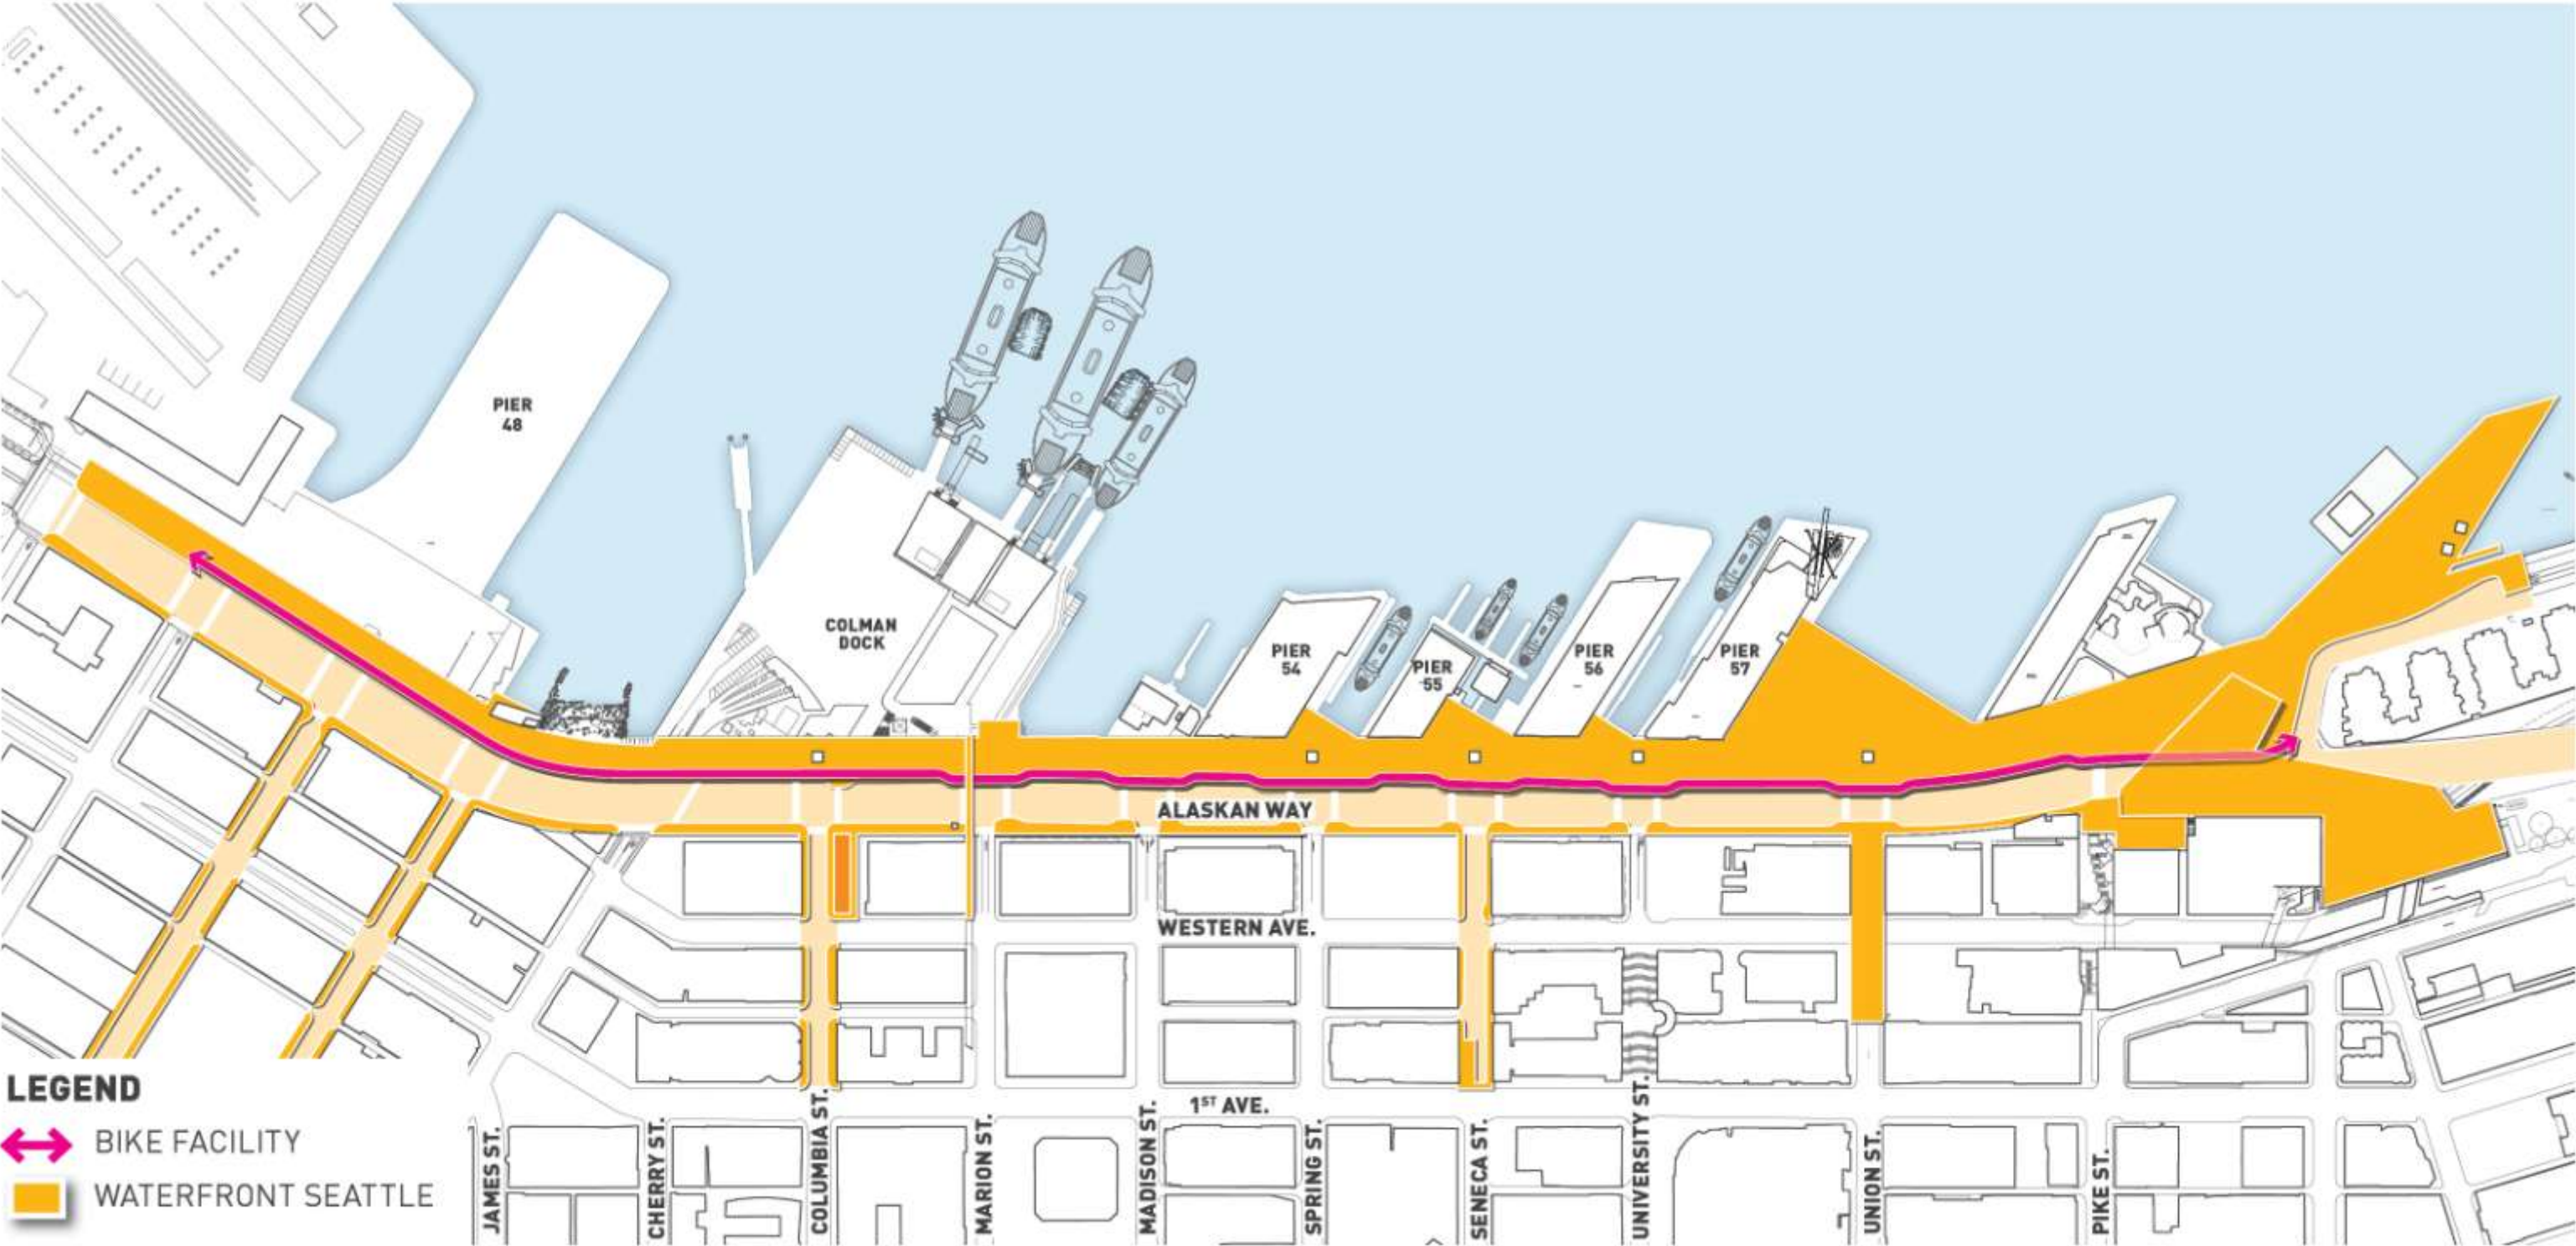 PIER
48
COLMAN
DOCK
PIER
54
PIER
55
PIER
56
PIER
57
ALASKAN WAY
WESTERN AVE.
1ST AVE.
JAMES ST.
CHERRY ST.
COLUMBIA ST.
MARION ST.
MADISON ST.
SPRING ST.
SENECA ST.
UNIVERSITY ST.
UNION ST.
PIKE ST.
LEGEND
BIKE FACILITY
WATERFRONT SEATTLE